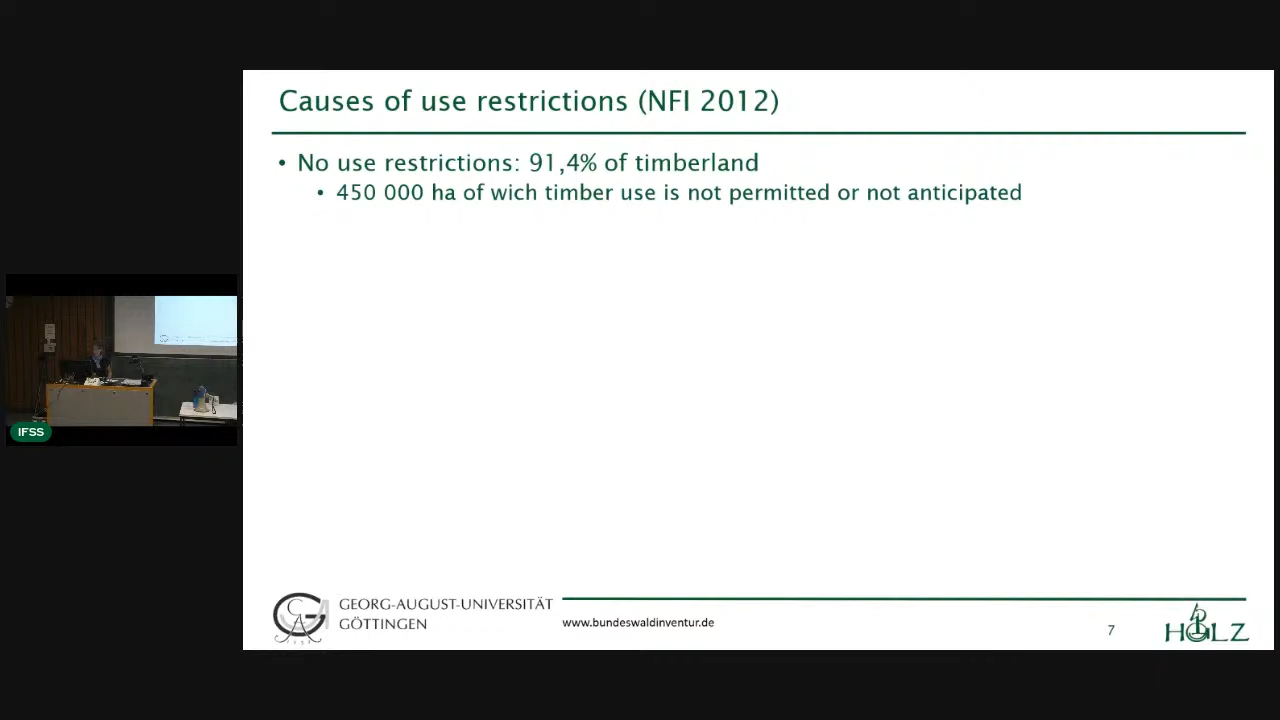 Causes of use restrictions (NFI 2012)
• No use restrictions: 91,4% of timberland
• 450 000 ha of wich timber use is not permitted or not anticipated
IFSS
GEORG-AUGUST-UNIVERSITÄT
GÖTTINGEN
www.bundeswaldinventur.de
7
HOLZ